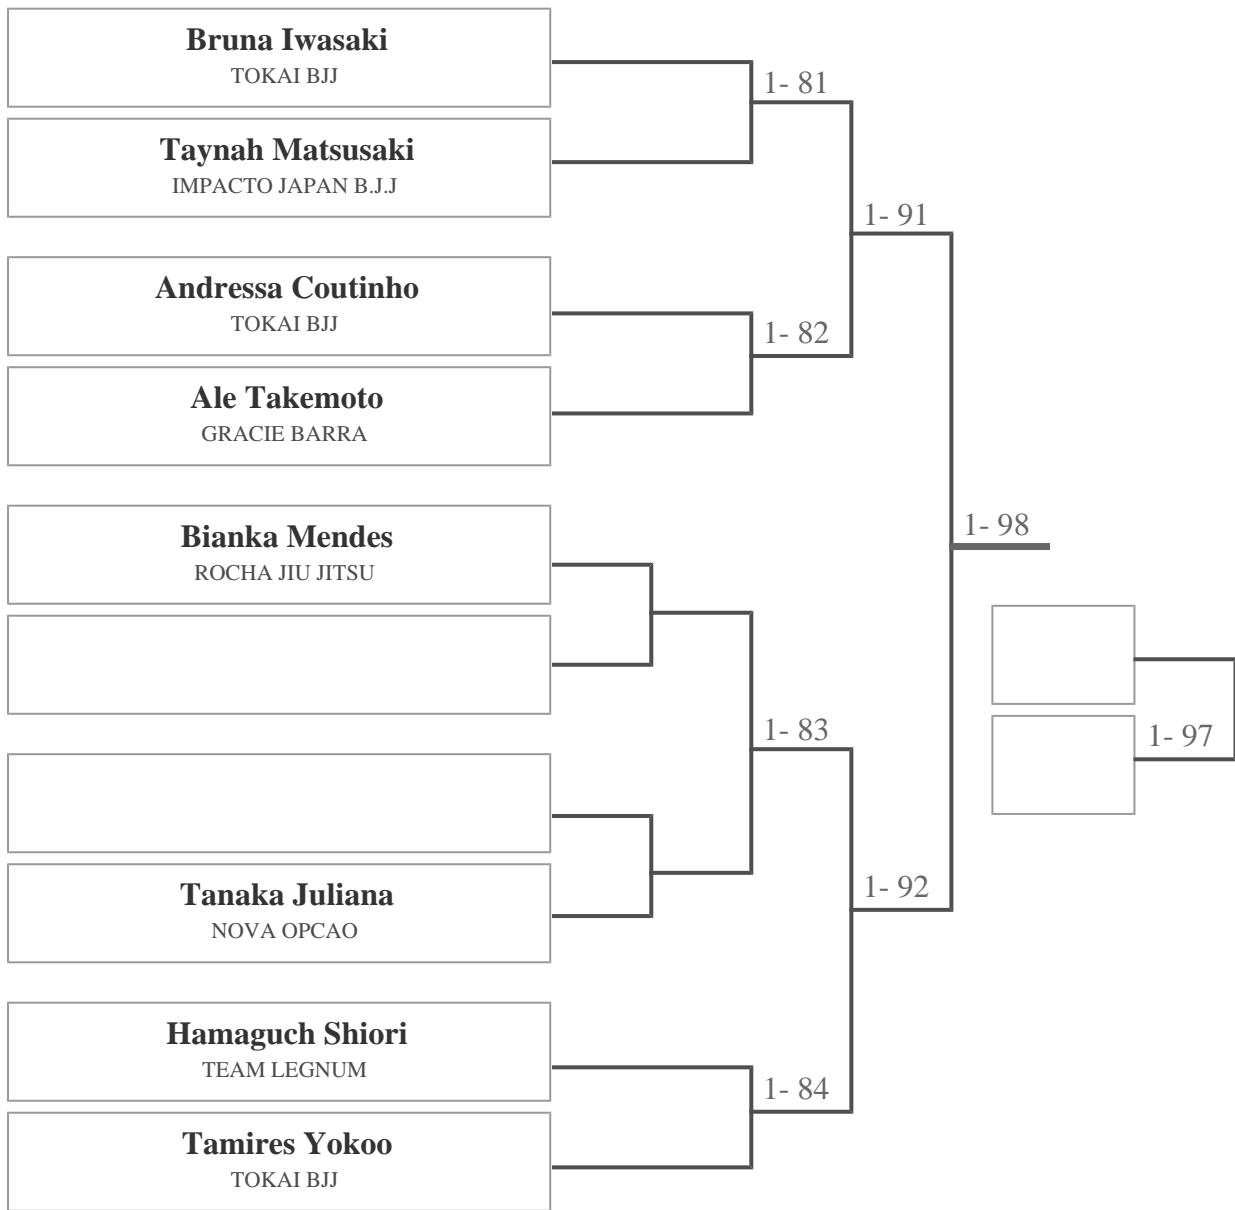 Bruna Iwasaki
TOKAI BJJ
1- 81
Taynah Matsusaki
IMPACTO JAPAN B.J.J
1- 91
Andressa Coutinho
TOKAI BJJ
1- 82
Ale Takemoto
GRACIE BARRA
Bianka Mendes
ROCHA JIU JITSU
1- 98
1- 83
1- 97
Tanaka Juliana
NOVA OPCAO
1- 92
Hamaguch Shiori
TEAM LEGNUM
1- 84
Tamires Yokoo
TOKAI BJJ